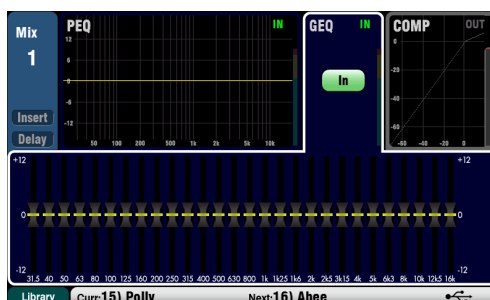 Mix
1
Insert
Delay
PEQ IN
12
6
0
-6
-12
50 100 200 500 1k 2k 5k 10k
GEQ IN
In
COMP OUT
0
-20
-40
-60
-60 -40 -20 0
+12 +12
0 0
-12 -12
31.5 40 50 63 80 100 125 160 200 250 315 400 500 630 800 1k 1k25 1k6 2k 2k5 3k15 4k 5k 6k3 8k 10k 12k5 16k
Library Curr:15) Polly Next:16) Abee